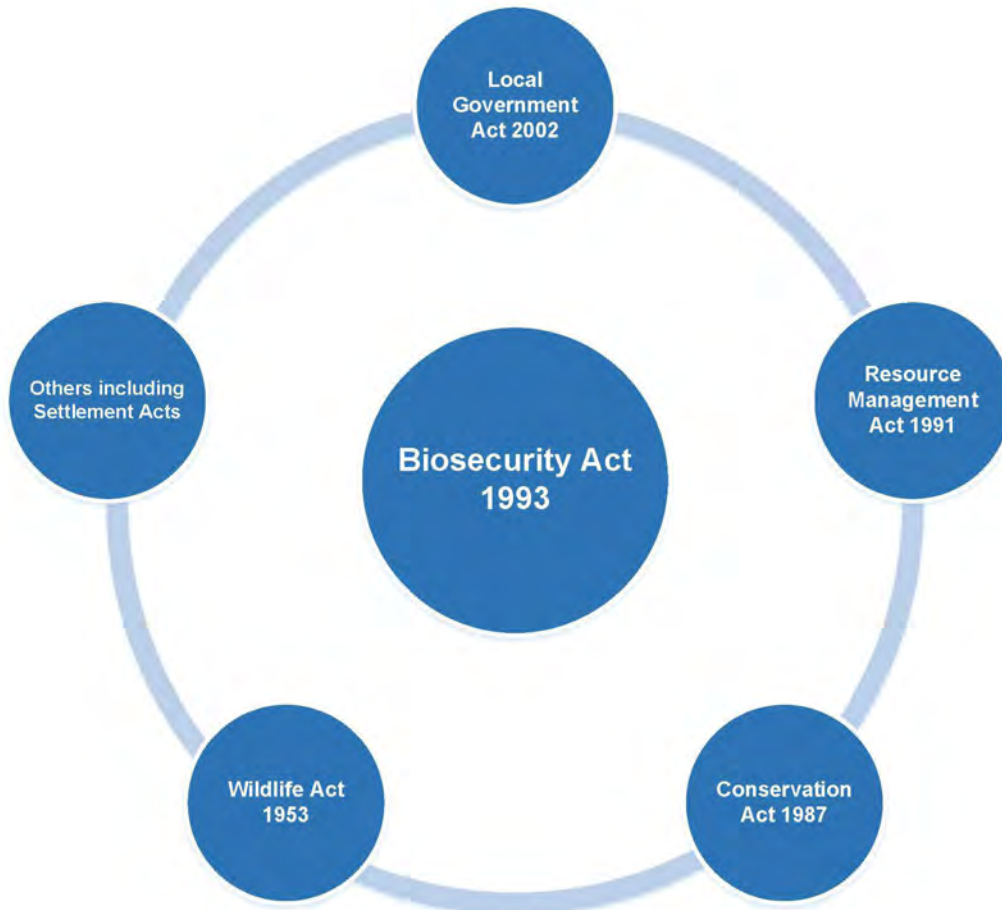 Local
Government
Act 2002
Others including
Settlement Acts
Resource
Management
Act 1991
Biosecurity Act
1993
Wildlife Act
1953
Conservation
Act 1987